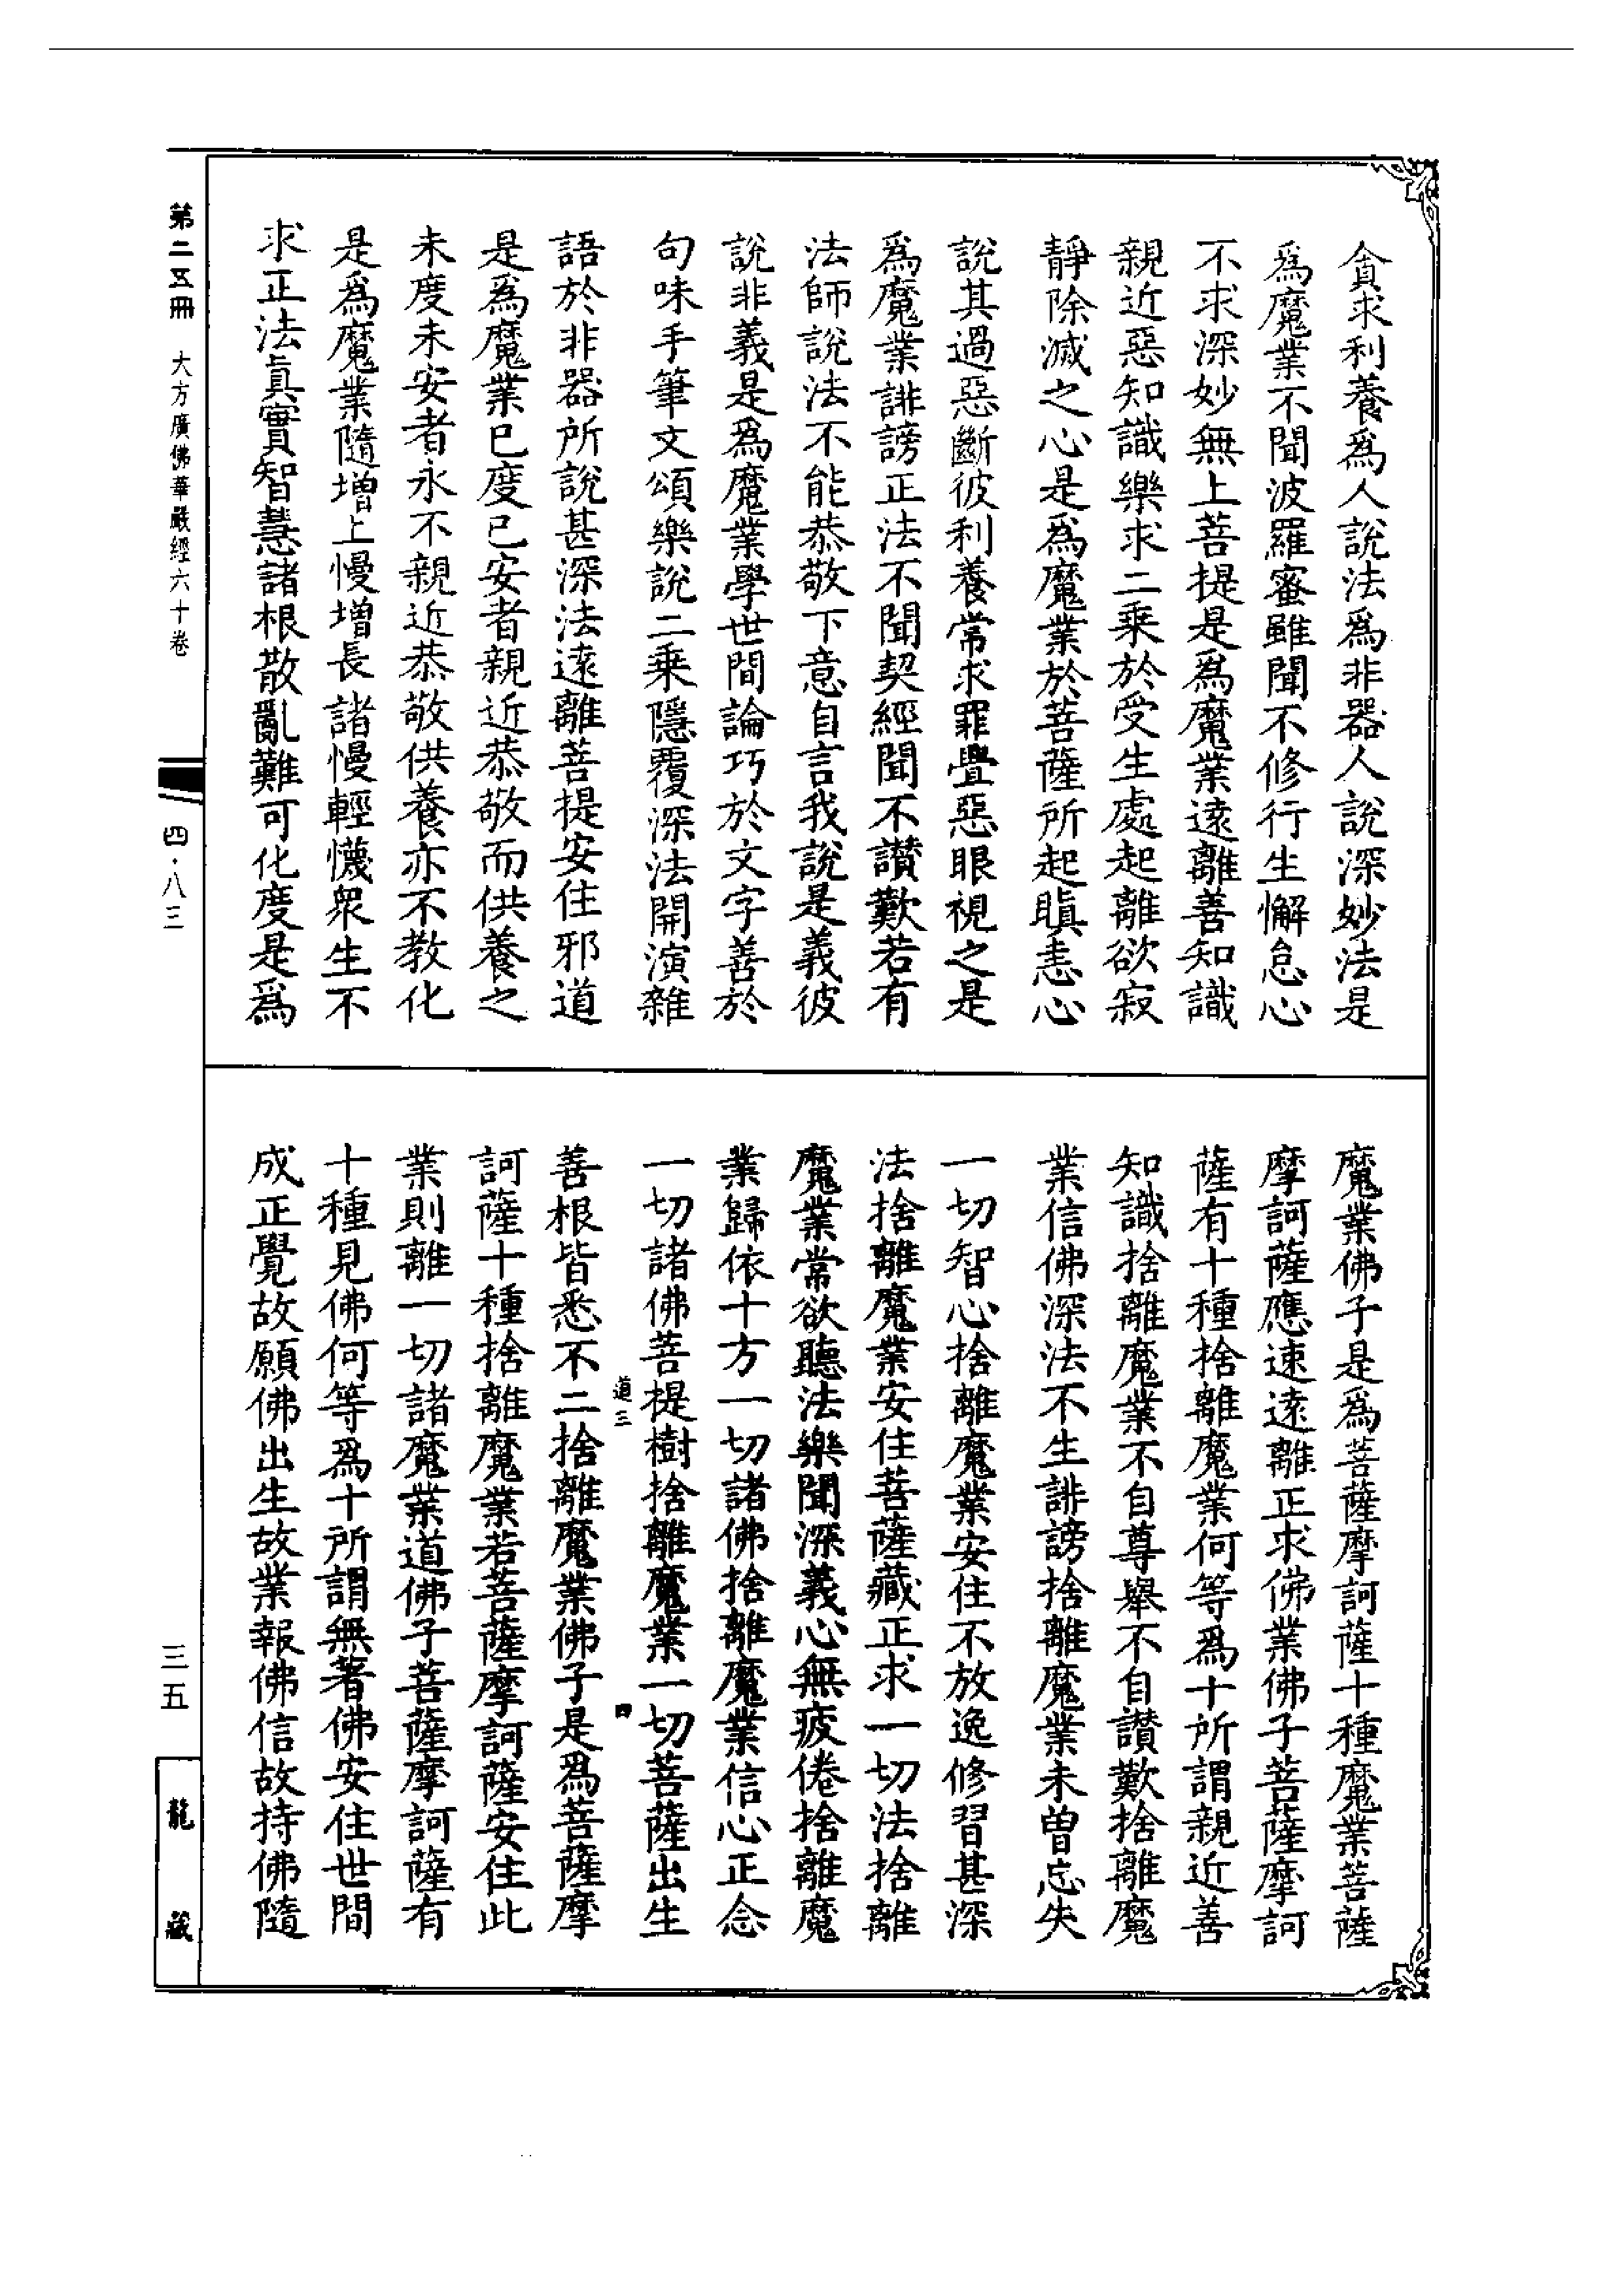 貪求利養爲人說法爲非器人說深妙法是
爲魔業不聞波羅蜜雖聞不修行生懈怠心
不求深妙無上菩提是爲魔業遠離善知識
親近惡知識樂求二乘於受生處起離欲寂
靜除滅之心是爲魔業於菩薩所起瞋恚心
說其過惡斷彼利養常求罪舋惡眼視之是
爲魔業誹謗正法不聞契經聞不讃歎若有
法師說法不能恭敬下意自言我說是義彼
說非義是爲魔業學世間論巧於文字善於
句味手筆文頌樂說二乘隱覆深法開演雜
語於非器所說甚深法遠離菩提安住邪道
是爲魔業已度已安者親近恭敬而供養之
未度未安者永不親近恭敬供養亦不教化
是爲魔業隨增上慢增長諸慢輕懱衆生不
求正法眞實智慧諸根散亂難可化度是爲
魔業佛子是爲菩薩摩訶薩十種魔業菩薩
摩訶薩應速遠離正求佛業佛子菩薩摩訶
薩有十種捨離魔業何等爲十所謂親近善
知識捨離魔業不自尊舉不自讃歎捨離魔
業信佛深法不生誹謗捨離魔業未曾忘失
一切智心捨離魔業安住不放逸修習甚深
法捨離魔業安住菩薩藏正求一切法捨離
魔業常欲聽法樂聞深義心無疲倦捨離魔
業歸依十方一切諸佛捨離魔業信心正念
一切諸佛菩提樹捨離魔業一切菩薩出生
道三
四
善根皆悉不二捨離魔業佛子是爲菩薩摩
訶薩十種捨離魔業若菩薩摩訶薩安住此
業則離一切諸魔業道佛子菩薩摩訶薩有
十種見佛何等爲十所謂無著佛安住世間
成正覺故願佛出生故業報佛信故持佛隨
第二五冊 大方廣佛華嚴經六十卷
四·八三
三五
龍藏